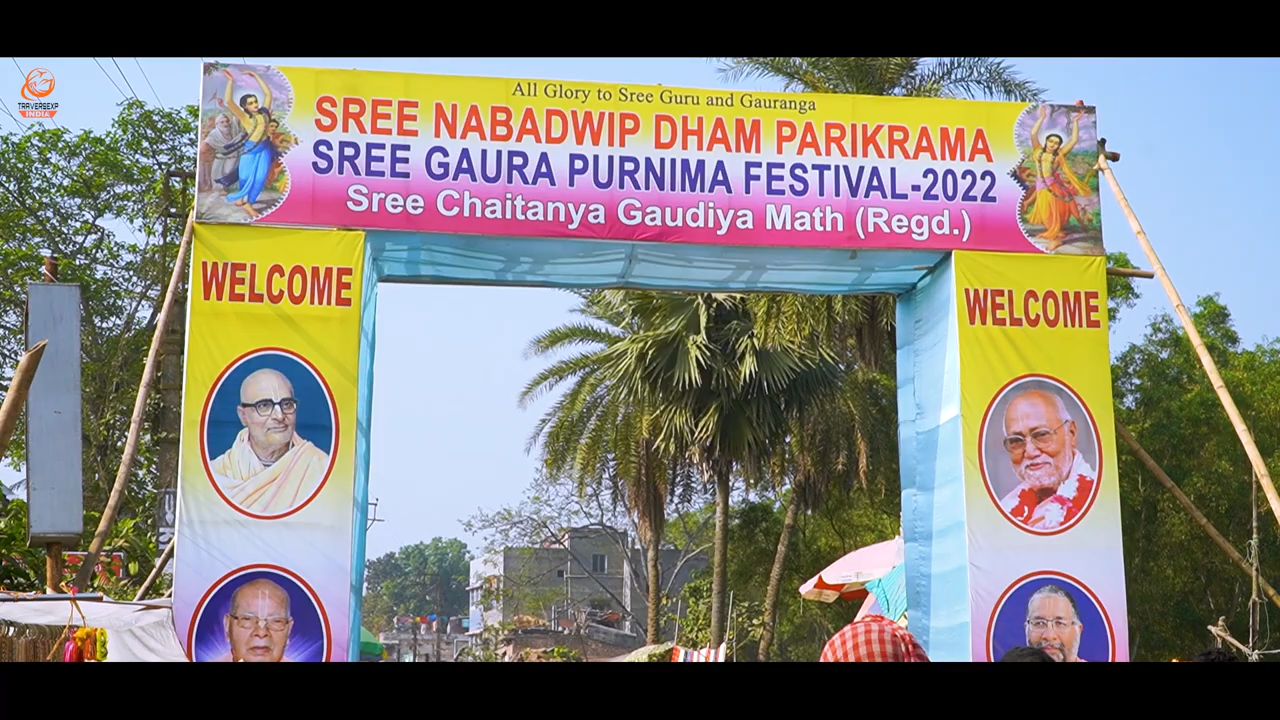 TRAVERSEXP
INDIA
All Glory to Sree Guru and Gauranga
SREE NABADWIP DHAM PARIKRAMA
SREE GAURA PURNIMA FESTIVAL-2022
Sree Chaitanya Gaudiya Math (Regd.)
WELCOME
WELCOME